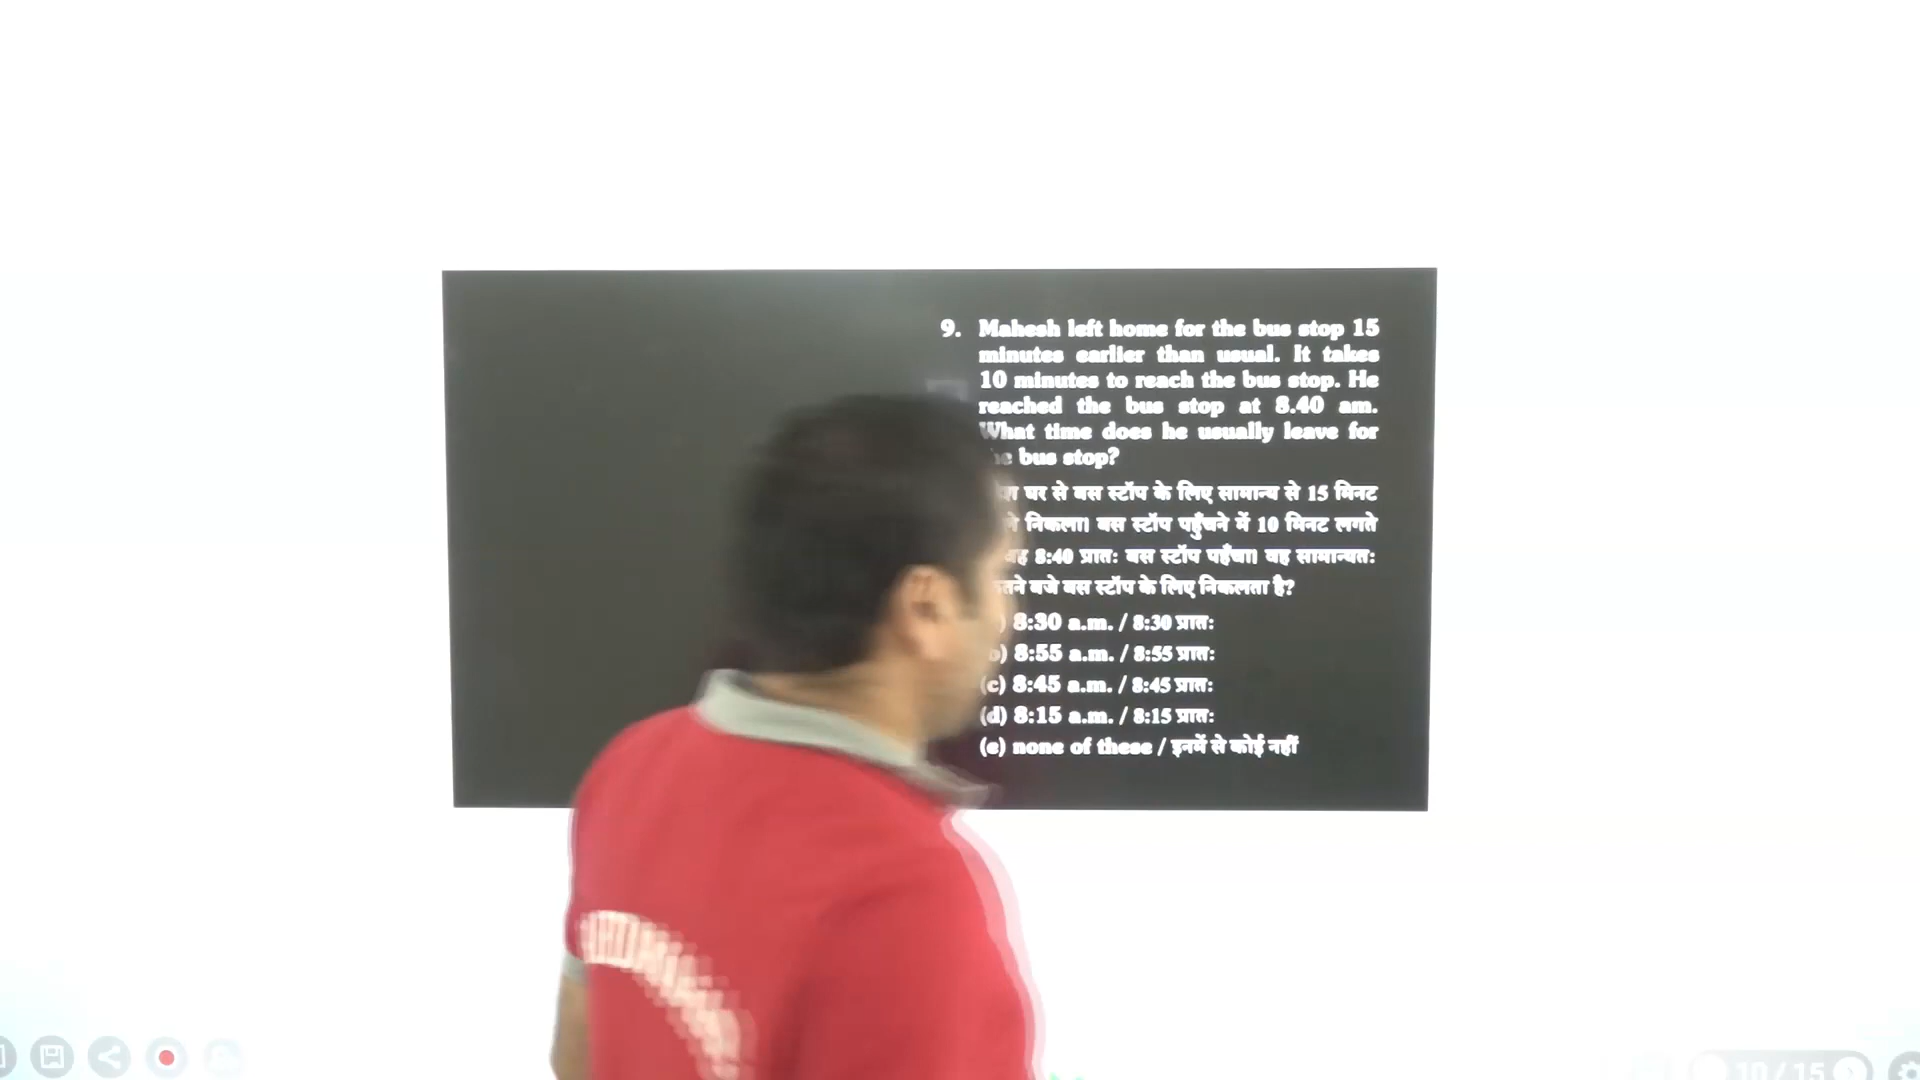 9. Mahesh left home for the bus stop 15
minutes earlier than usual. It takes
10 minutes to reach the bus stop. He
reached the bus stop at 8.40 am.
What time does he usually leave for
bus stop?
घर से बस स्टॉप के लिए सामान्य से 15 मिनट
निकला। बस स्टॉप पहुँचने में 10 मिनट लगते
8:40 प्रातः बस स्टॉप पहुँचा। वह सामान्यतः
बजे बस स्टॉप के लिए निकलता है?
8:30 a.m. / 8:30 प्रातः
8:55 a.m. / 8:55 प्रातः
(c) 8:45 a.m. / 8:45 प्रातः
(d) 8:15 a.m. / 8:15 प्रातः
(e) none of these / इनमें से कोई नहीं
10/15